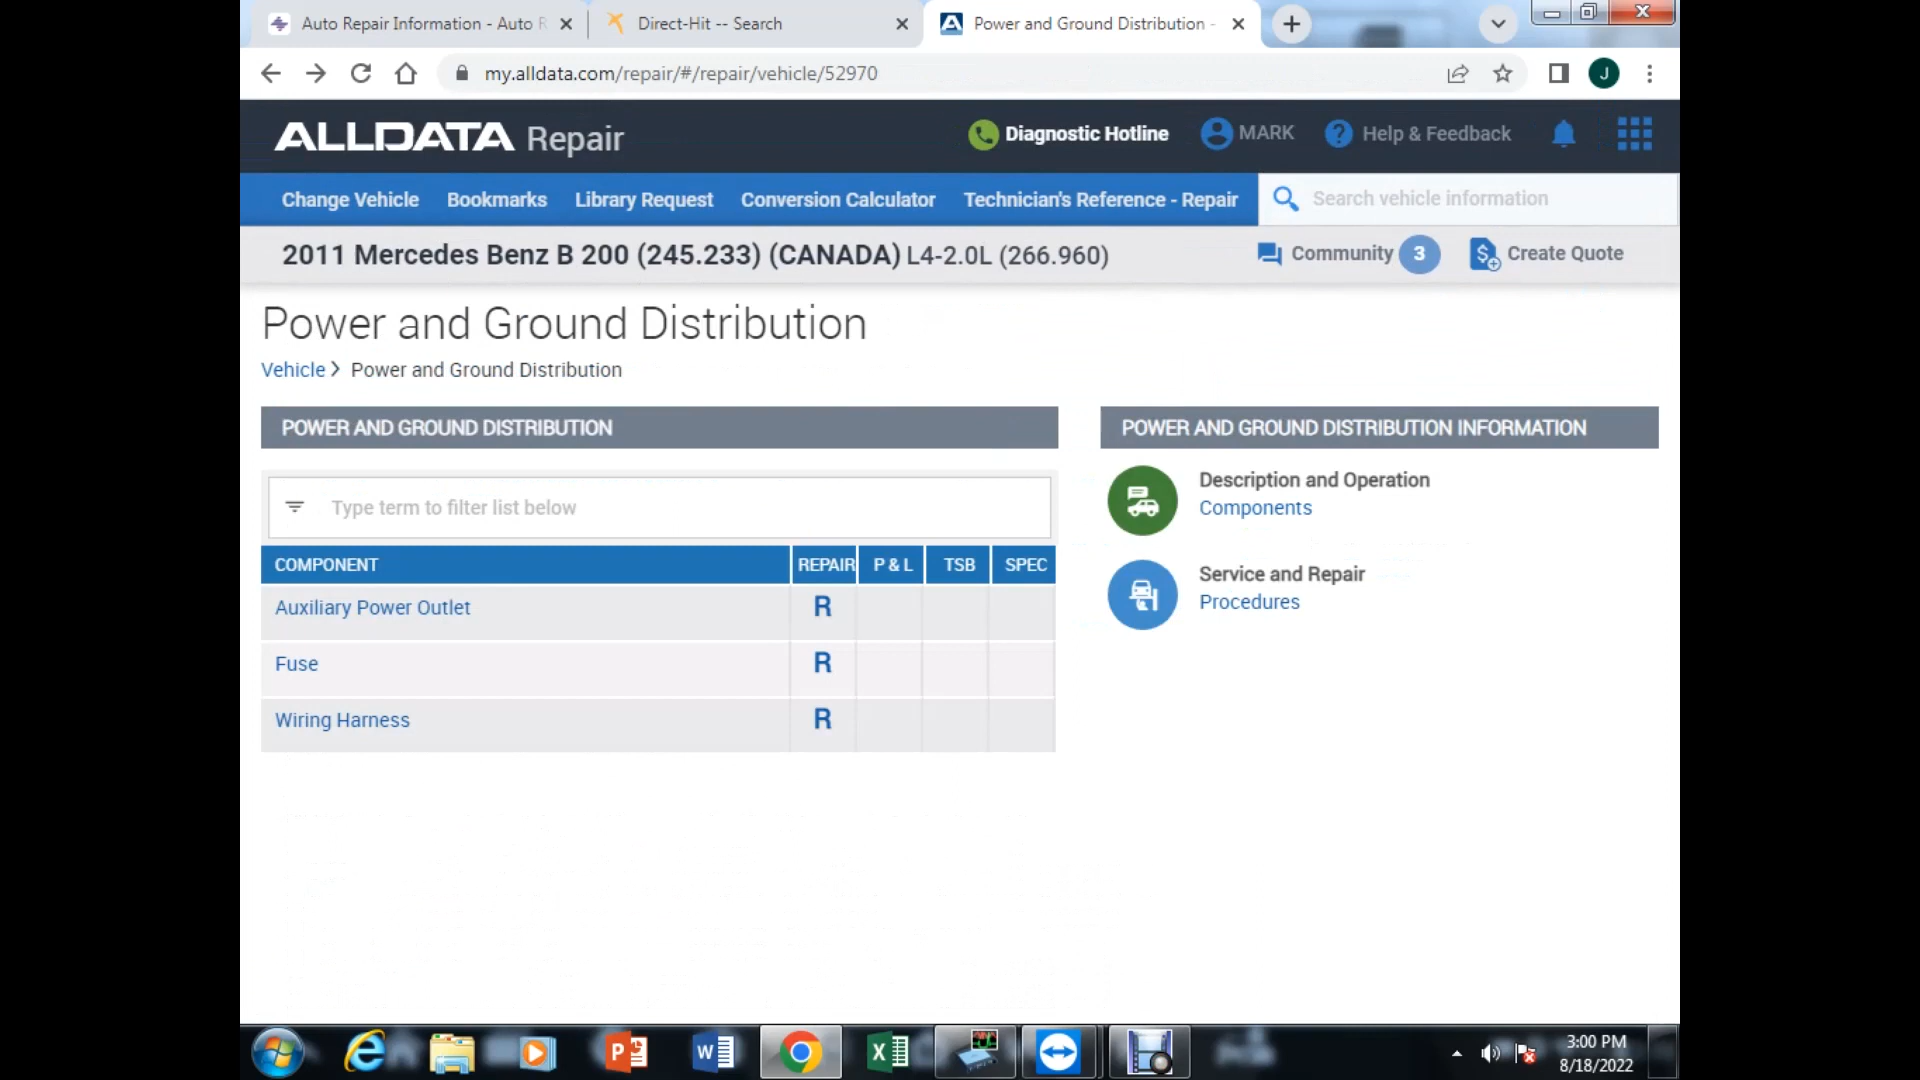 Auto Repair Information - Auto R
Direct-Hit -- Search
Power and Ground Distribution -
J
my.alldata.com/repair/#/repair/vehicle/52970
ALLDATA Repair
Diagnostic Hotline
MARK
Help & Feedback
Change Vehicle
Bookmarks
Library Request
Conversion Calculator
Technician's Reference - Repair
Search vehicle information
2011 Mercedes Benz B 200 (245.233) (CANADA) L4-2.0L (266.960)
Community 3
Create Quote
Power and Ground Distribution
Vehicle > Power and Ground Distribution
POWER AND GROUND DISTRIBUTION
POWER AND GROUND DISTRIBUTION INFORMATION
Type term to filter list below
Description and Operation
Components
Service and Repair
Procedures
COMPONENT REPAIR P & L TSB SPEC
Auxiliary Power Outlet R
Fuse R
Wiring Harness R
3:00 PM
8/18/2022